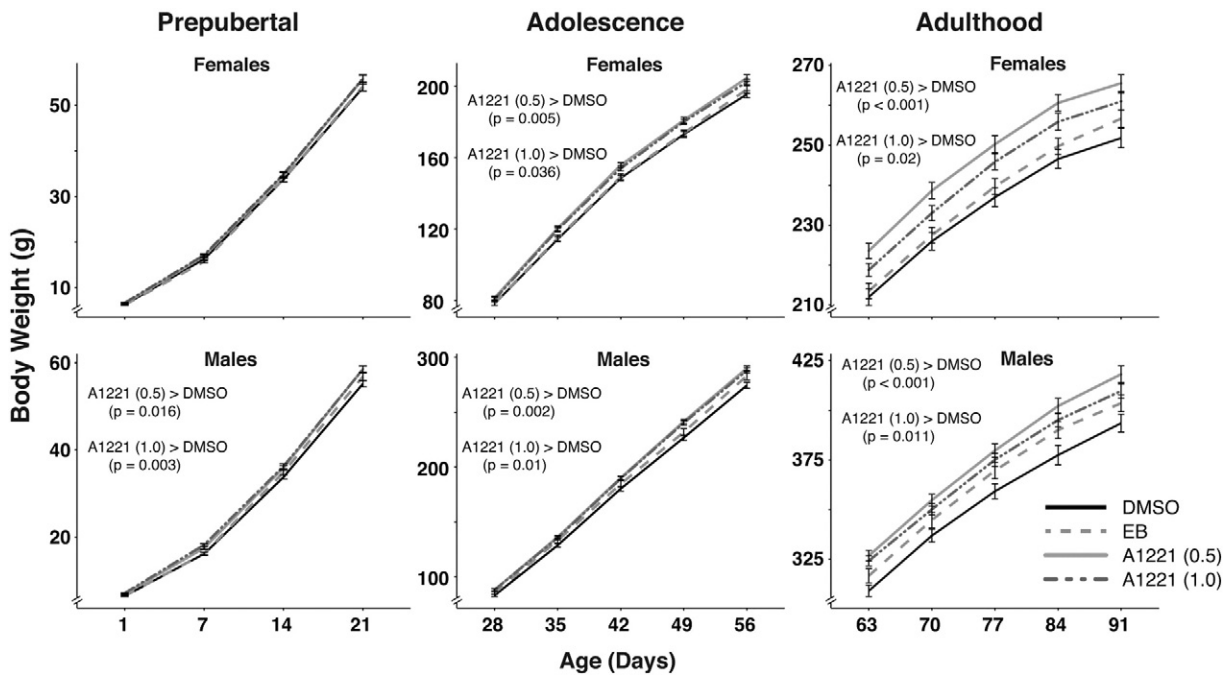 Prepubertal
Adolescence
Adulthood
Body Weight (g)
Females
50
30
10
Females
200
160
120
80
A1221 (0.5) > DMSO
(p = 0.005)
A1221 (1.0) > DMSO
(p = 0.036)
Females
270
250
230
210
A1221 (0.5) > DMSO
(p < 0.001)
A1221 (1.0) > DMSO
(p = 0.02)
Males
60
40
20
A1221 (0.5) > DMSO
(p = 0.016)
A1221 (1.0) > DMSO
(p = 0.003)
1 7 14 21
Males
300
200
100
A1221 (0.5) > DMSO
(p = 0.002)
A1221 (1.0) > DMSO
(p = 0.01)
28 35 42 49 56
Males
425
375
325
A1221 (0.5) > DMSO
(p < 0.001)
A1221 (1.0) > DMSO
(p = 0.011)
63 70 77 84 91
DMSO
EB
A1221 (0.5)
A1221 (1.0)
Age (Days)